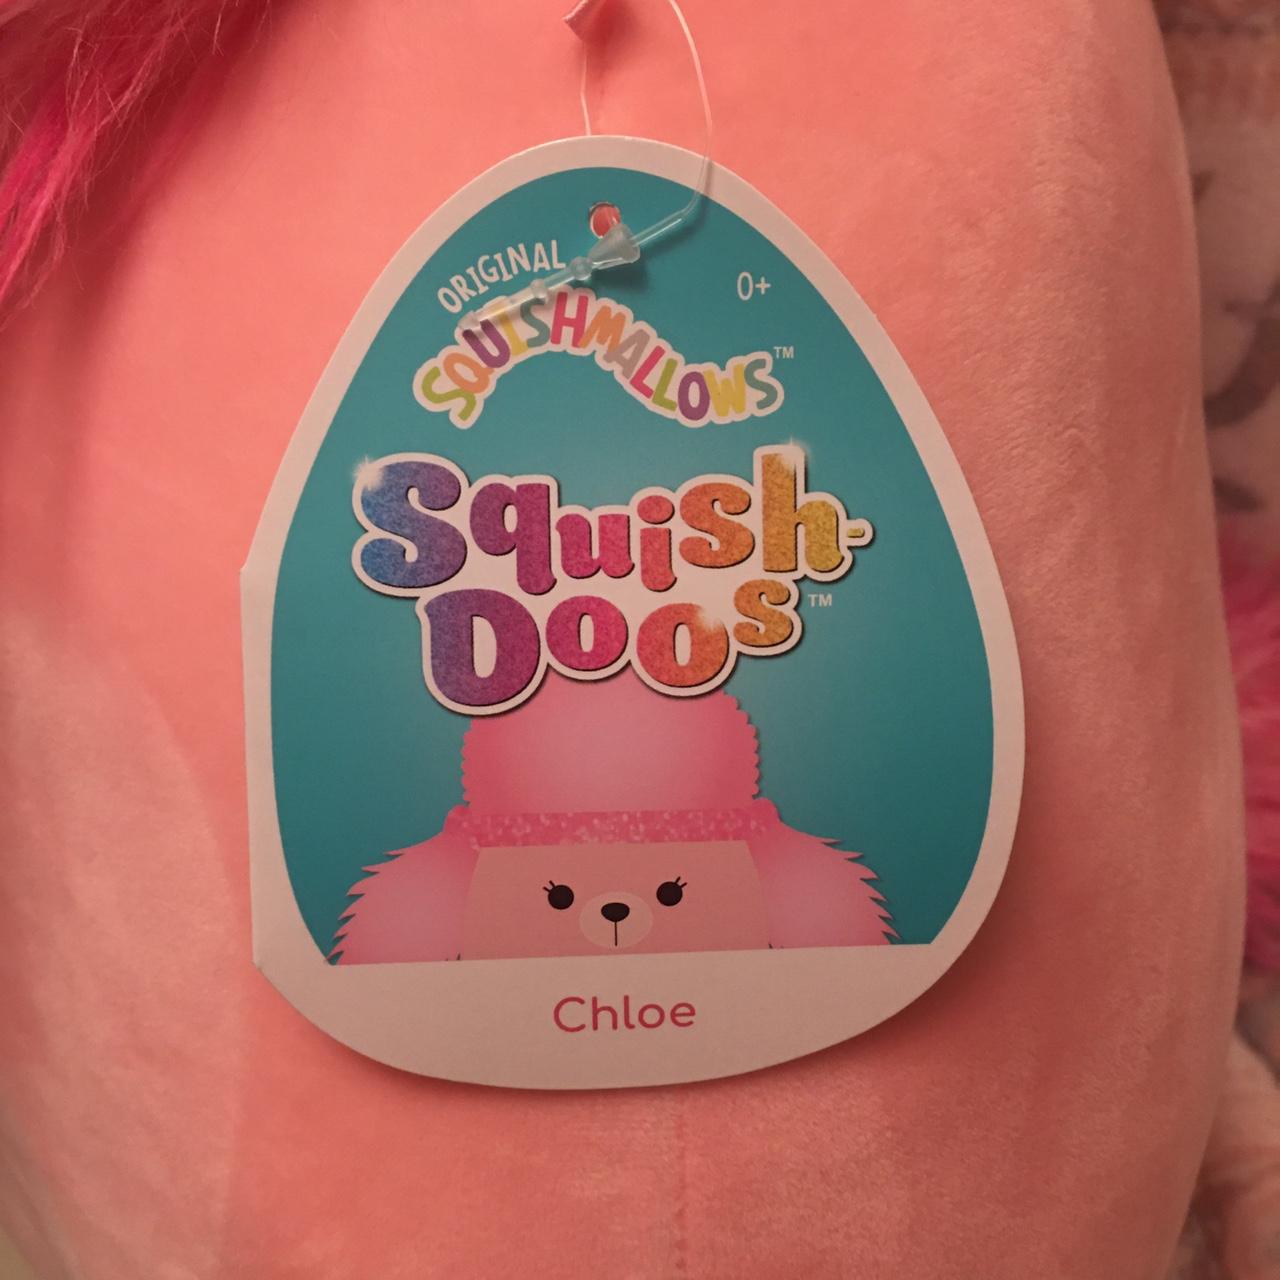 ORIGINAL
0+
SQUISHMALLOWS™
Squish-
Doos™
Chloe